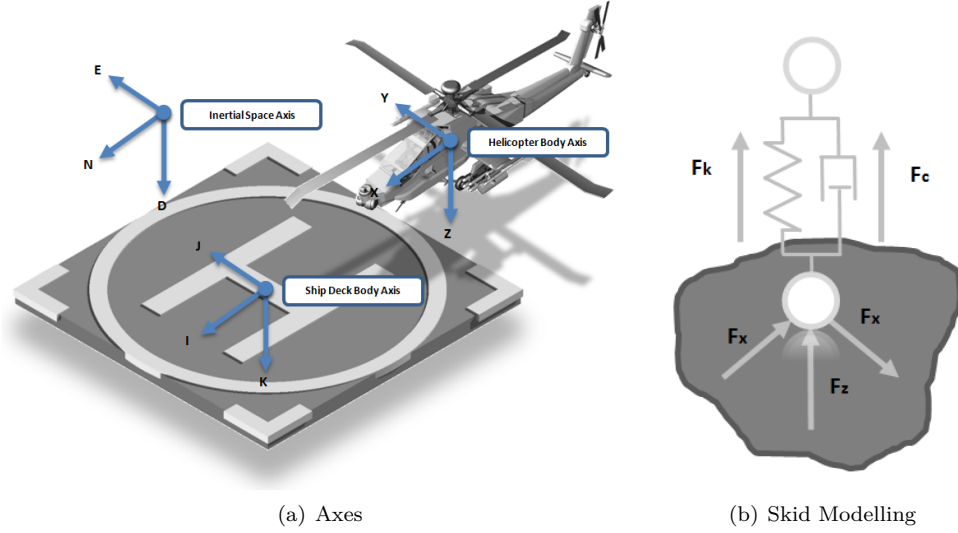 E
Inertial Space Axis
N
D
Y
Helicopter Body Axis
X
Z
J
Ship Deck Body Axis
I
K
(a) Axes
Fk
Fc
Fx
Fx
Fz
(b) Skid Modelling